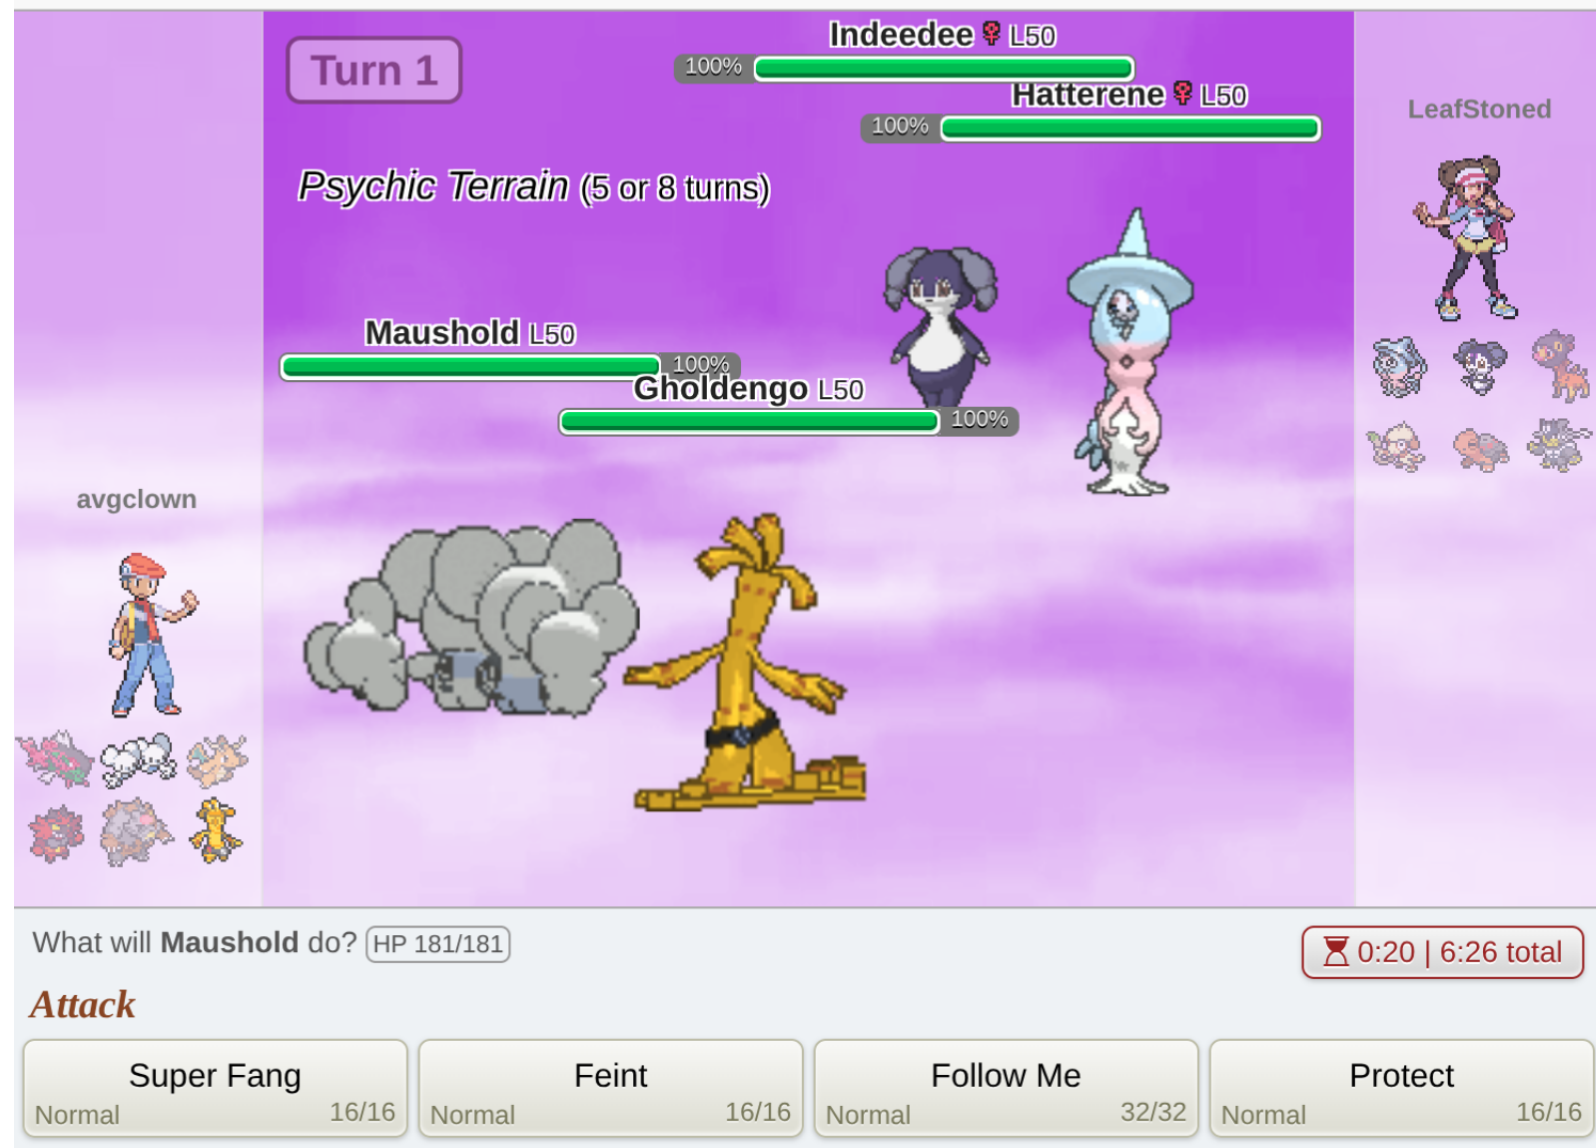 Indeedee L50
Turn 1
100%
Hatterene L50
LeafStoned
100%
Psychic Terrain (5 or 8 turns)
Maushold L50
100%
Gholdengo L50
100%
avgclown
What will Maushold do? HP 181/181
0:20 | 6:26 total
Attack
Super Fang
Normal 16/16
Feint
Normal 16/16
Follow Me
Normal 32/32
Protect
Normal 16/16